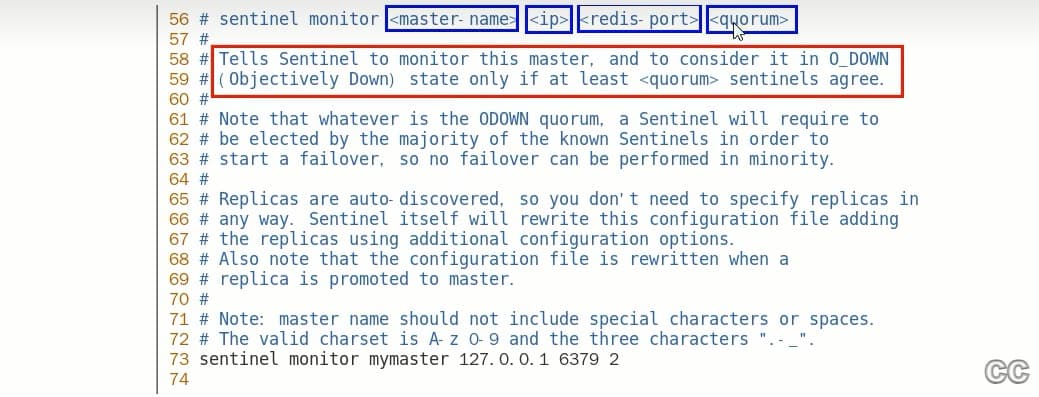 56 # sentinel monitor <master-name> <ip> <redis-port> <quorum>
57 #
58 # Tells Sentinel to monitor this master, and to consider it in O_DOWN
59 # (Objectively Down) state only if at least <quorum> sentinels agree.
60 #
61 # Note that whatever is the ODOWN quorum, a Sentinel will require to
62 # be elected by the majority of the known Sentinels in order to
63 # start a failover, so no failover can be performed in minority.
64 #
65 # Replicas are auto-discovered, so you don't need to specify replicas in
66 # any way. Sentinel itself will rewrite this configuration file adding
67 # the replicas using additional configuration options.
68 # Also note that the configuration file is rewritten when a
69 # replica is promoted to master.
70 #
71 # Note: master name should not include special characters or spaces.
72 # The valid charset is A-z 0-9 and the three characters ".-_".
73 sentinel monitor mymaster 127.0.0.1 6379 2
74
CC